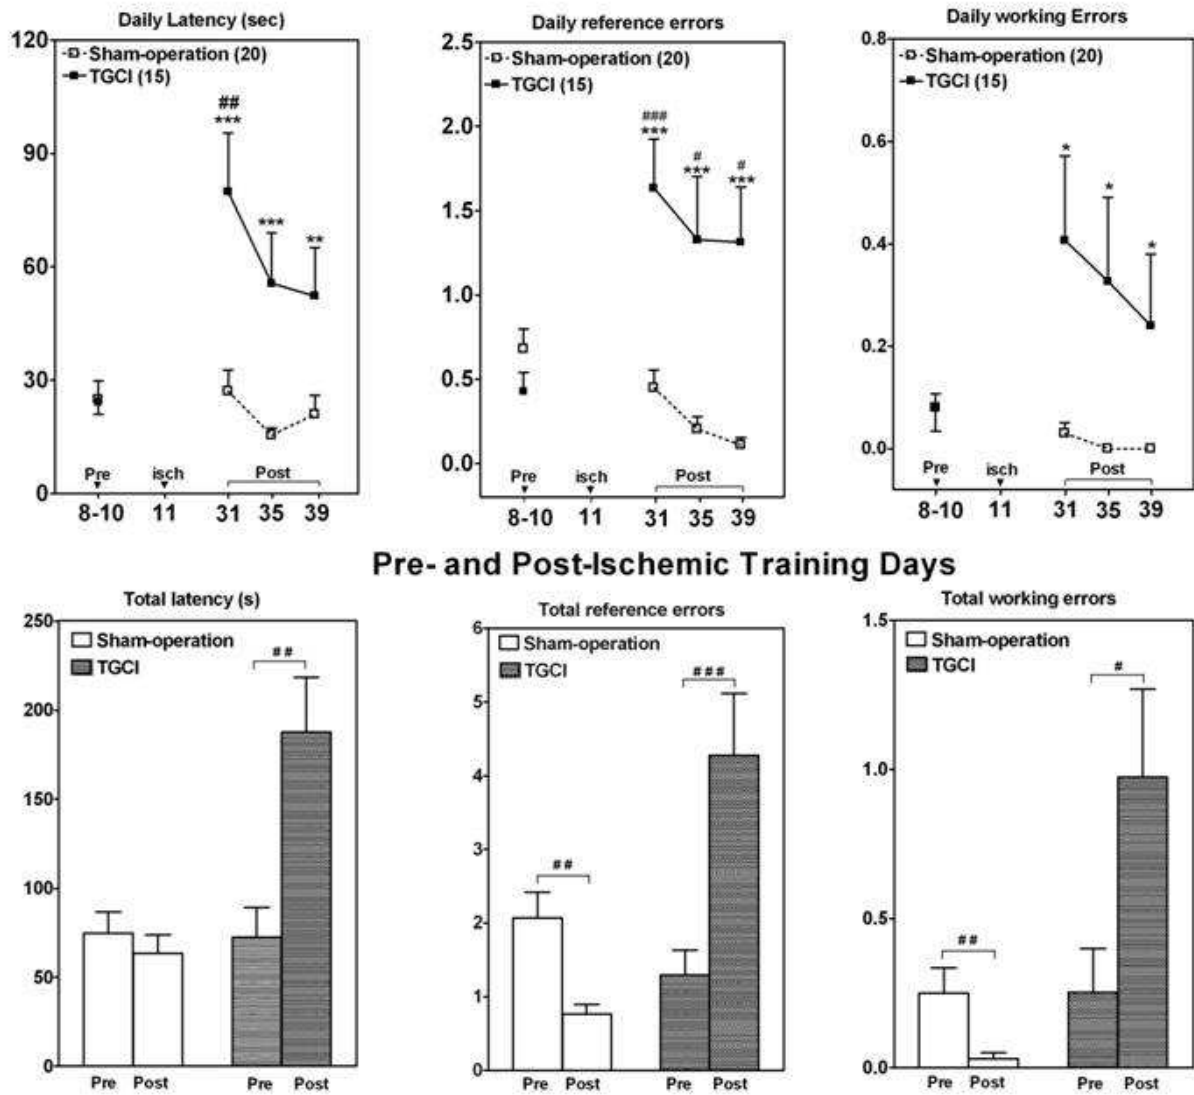 Daily Latency (sec)
120
90
60
30
0
Sham-operation (20)
TGCI (15)
##
***
***
**
Pre
isch
Post
8-10 11 31 35 39
Daily reference errors
2.5
2.0
1.5
1.0
0.5
0.0
Sham-operation (20)
TGCI (15)
###
***
#
***
#
***
Pre
isch
Post
8-10 11 31 35 39
Daily working Errors
0.8
0.6
0.4
0.2
0.0
Sham-operation (20)
TGCI (15)
*
*
*
Pre
isch
Post
8-10 11 31 35 39
Pre- and Post-Ischemic Training Days
Total latency (s)
250
200
150
100
50
0
Sham-operation
TGCI
##
Pre Post Pre Post
Total reference errors
6
5
4
3
2
1
0
Sham-operation
TGCI
###
##
Pre Post Pre Post
Total working errors
1.5
1.0
0.5
0.0
Sham-operation
TGCI
#
##
Pre Post Pre Post